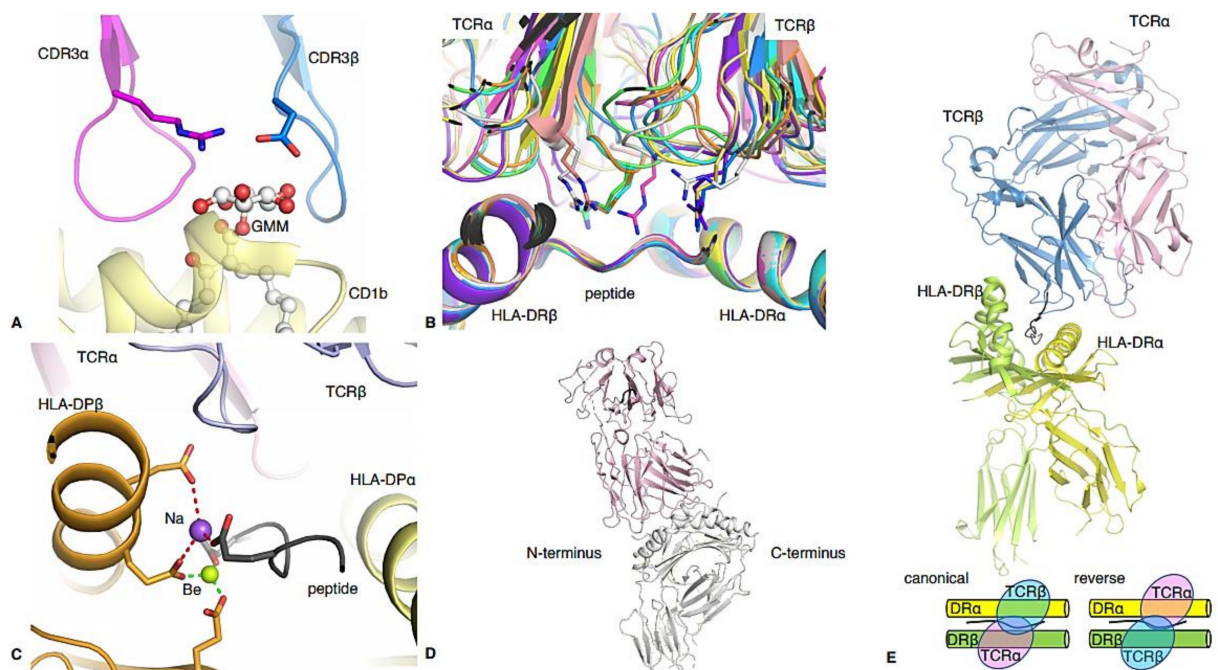 CDR3α
CDR3β
GMM
CD1b
A
TCRα
TCRβ
peptide
HLA-DRβ
HLA-DRα
B
TCRα
TCRβ
HLA-DPβ
HLA-DPα
Na
Be
peptide
C
N-terminus
C-terminus
D
TCRα
TCRβ
HLA-DRβ
HLA-DRα
canonical
reverse
TCRβ
DRα
DRβ
TCRα
TCRα
DRα
DRβ
TCRβ
E